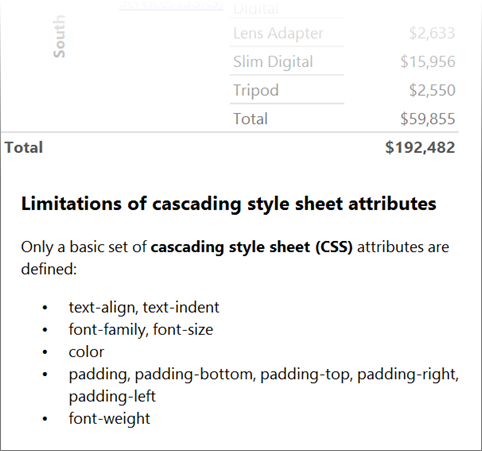 Digital
South
Lens Adapter $2,633
Slim Digital $15,956
Tripod $2,550
Total $59,855
Total $192,482
Limitations of cascading style sheet attributes
Only a basic set of cascading style sheet (CSS) attributes are
defined:
• text-align, text-indent
• font-family, font-size
• color
• padding, padding-bottom, padding-top, padding-right,
padding-left
• font-weight